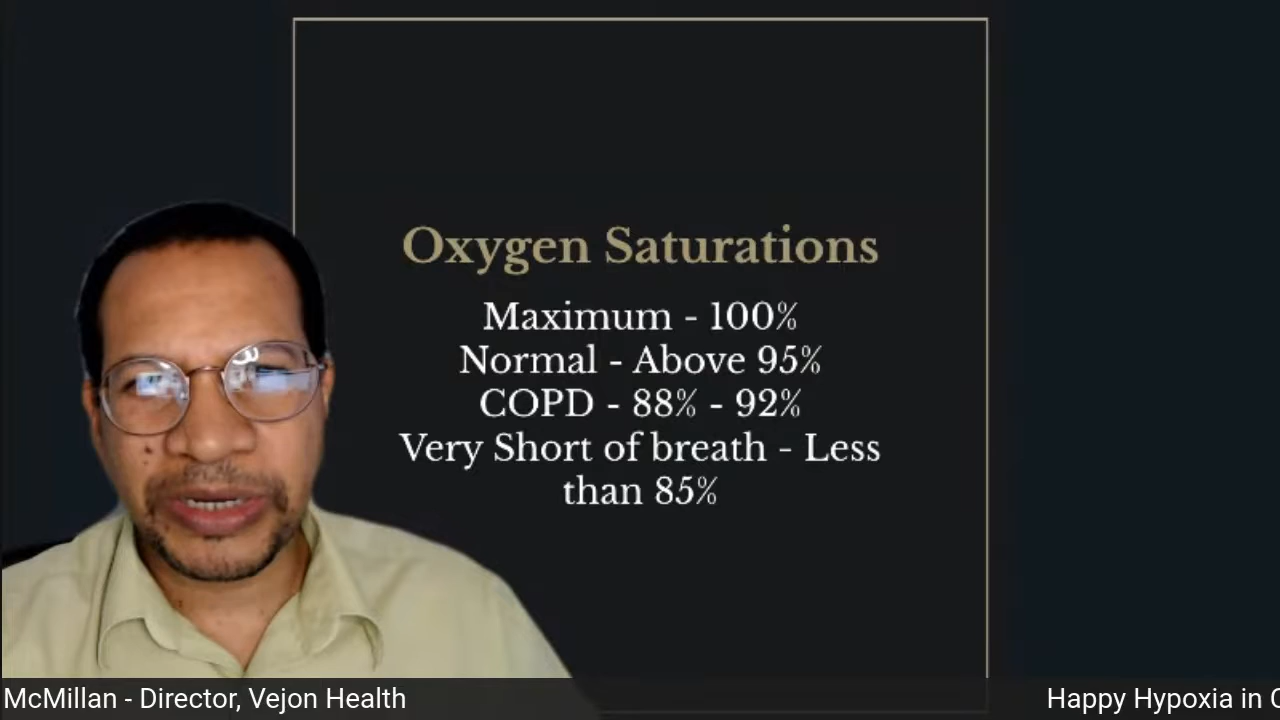 Oxygen Saturations
Maximum - 100%
Normal - Above 95%
COPD - 88% - 92%
Very Short of breath - Less
than 85%
McMillan - Director, Vejon Health
Happy Hypoxia in